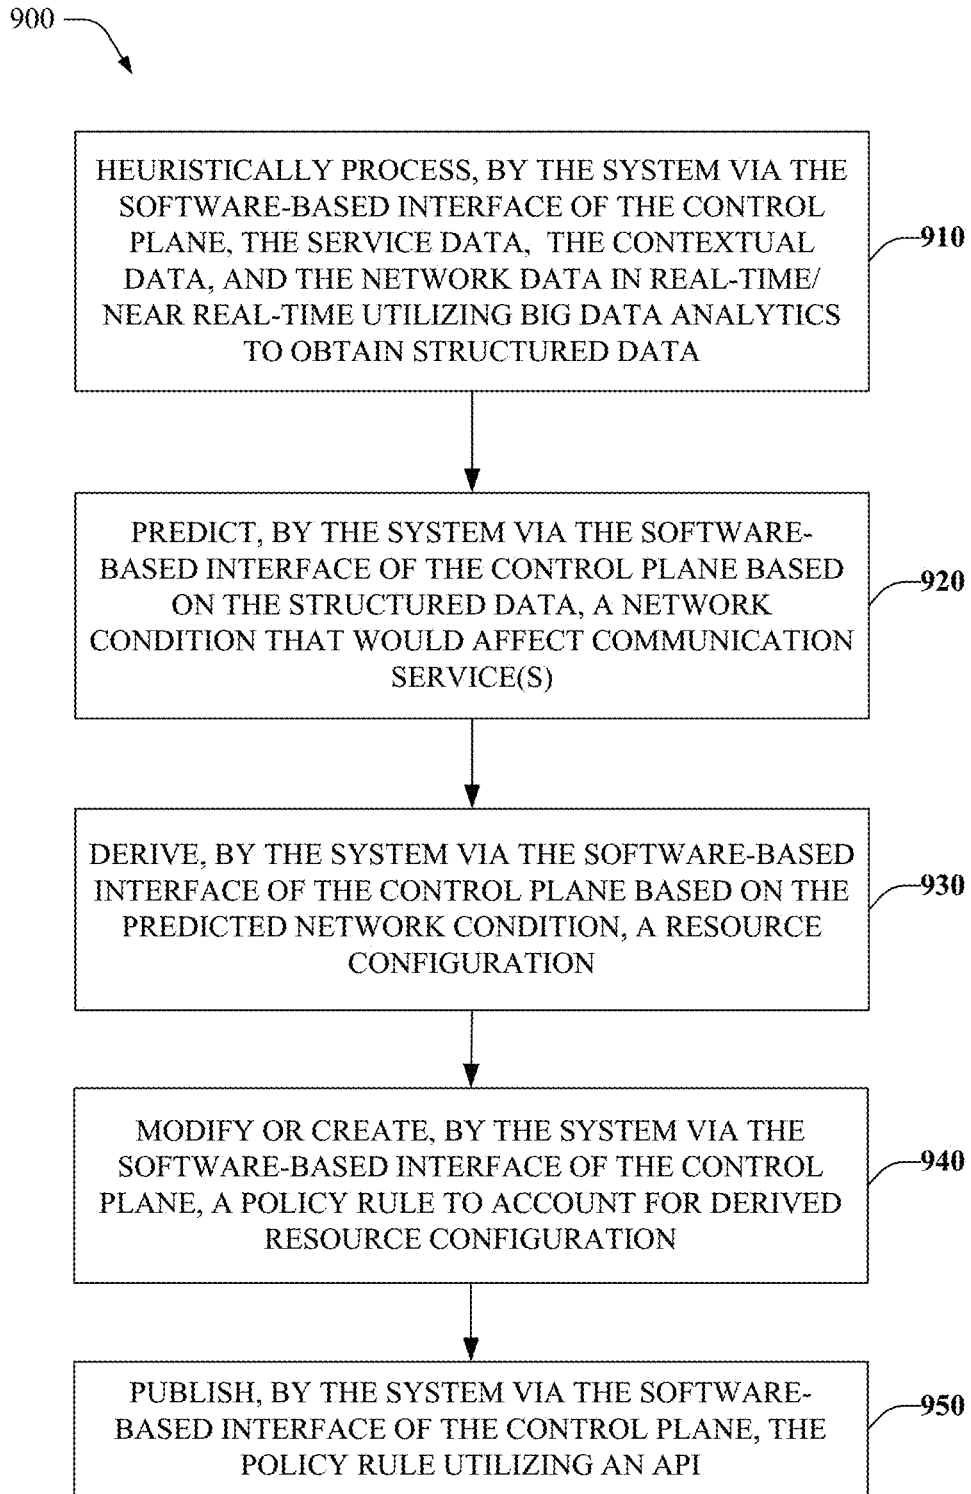 900
HEURISTICALLY PROCESS, BY THE SYSTEM VIA THE
SOFTWARE-BASED INTERFACE OF THE CONTROL
PLANE, THE SERVICE DATA, THE CONTEXTUAL
DATA, AND THE NETWORK DATA IN REAL-TIME/
NEAR REAL-TIME UTILIZING BIG DATA ANALYTICS
TO OBTAIN STRUCTURED DATA
910
PREDICT, BY THE SYSTEM VIA THE SOFTWARE-
BASED INTERFACE OF THE CONTROL PLANE BASED
ON THE STRUCTURED DATA, A NETWORK
CONDITION THAT WOULD AFFECT COMMUNICATION
SERVICE(S)
920
DERIVE, BY THE SYSTEM VIA THE SOFTWARE-BASED
INTERFACE OF THE CONTROL PLANE BASED ON THE
PREDICTED NETWORK CONDITION, A RESOURCE
CONFIGURATION
930
MODIFY OR CREATE, BY THE SYSTEM VIA THE
SOFTWARE-BASED INTERFACE OF THE CONTROL
PLANE, A POLICY RULE TO ACCOUNT FOR DERIVED
RESOURCE CONFIGURATION
940
PUBLISH, BY THE SYSTEM VIA THE SOFTWARE-
BASED INTERFACE OF THE CONTROL PLANE, THE
POLICY RULE UTILIZING AN API
950